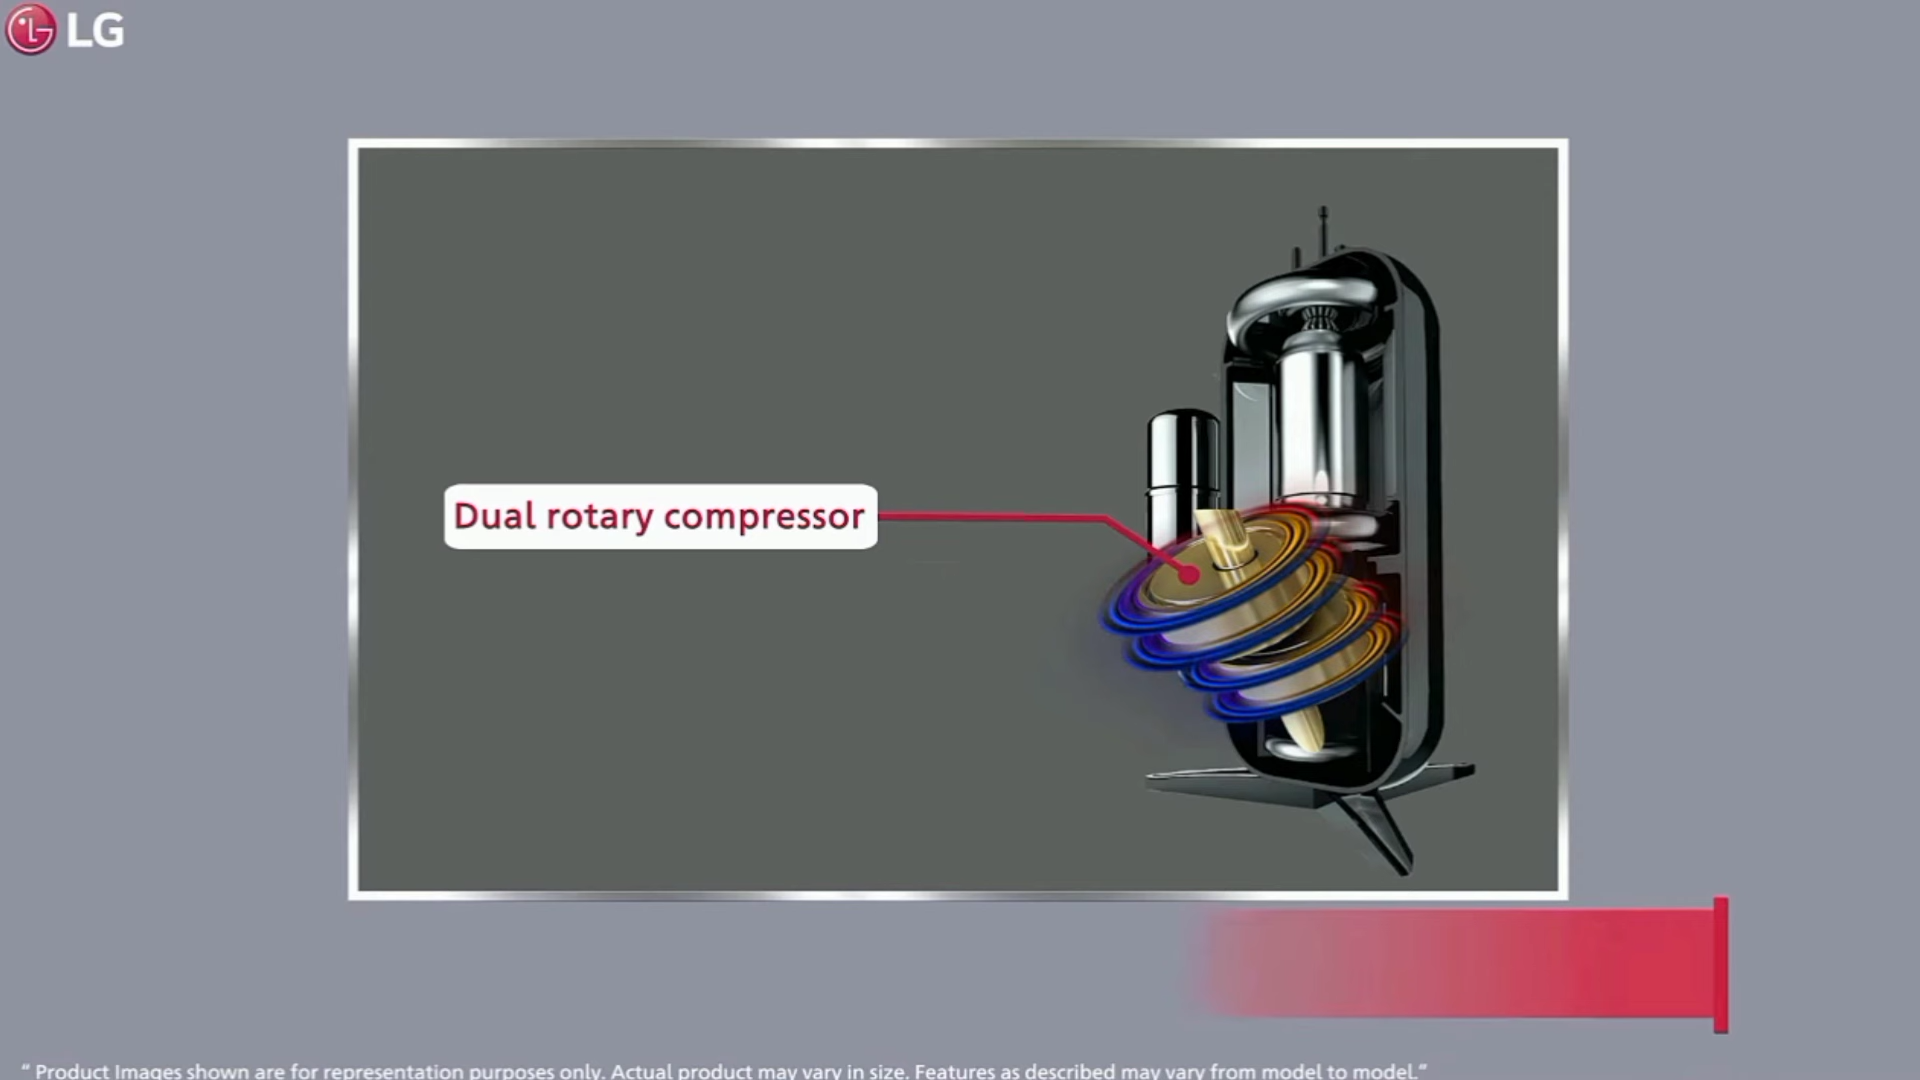 LG
Dual rotary compressor
“ Product Images shown are for representation purposes only. Actual product may vary in size. Features as described may vary from model to model.”